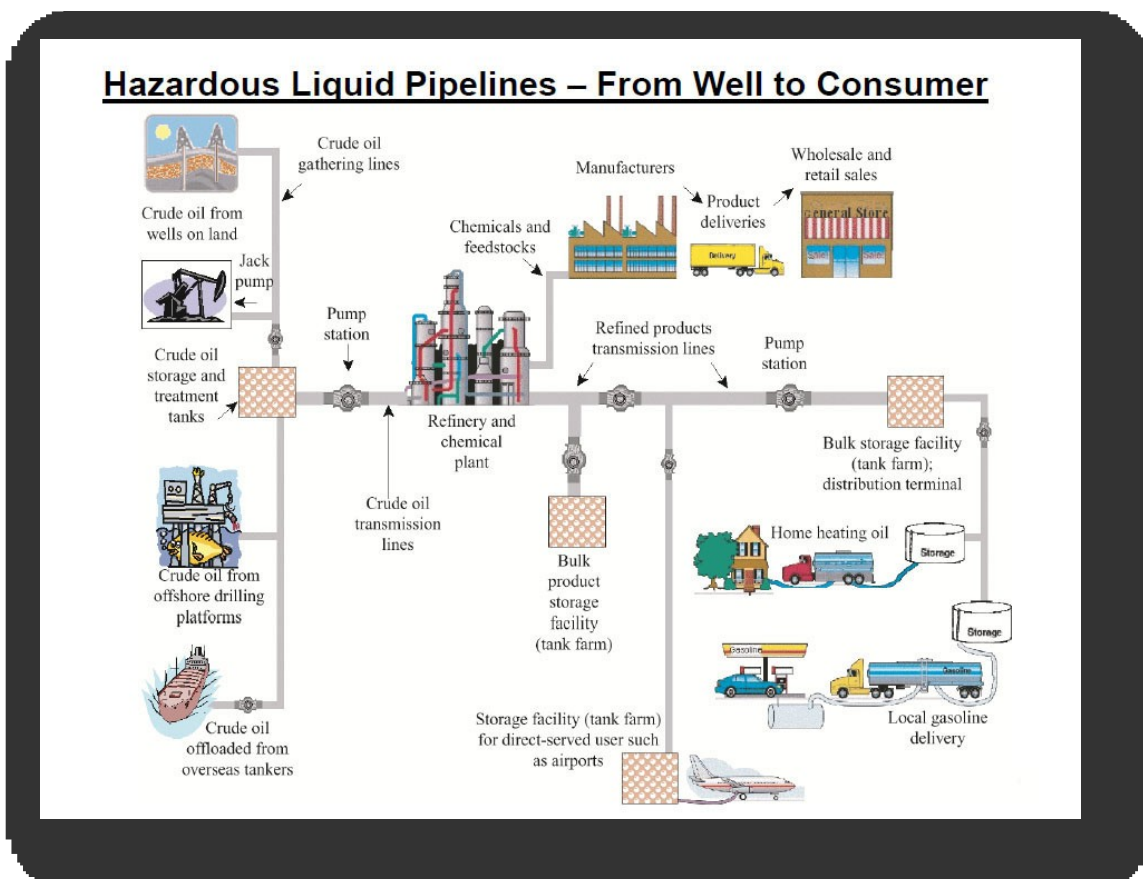 Hazardous Liquid Pipelines – From Well to Consumer
Crude oil
gathering lines
Crude oil from
wells on land
Jack
pump
Crude oil
storage and
treatment
tanks
Pump
station
Crude oil from
offshore drilling
platforms
Crude oil
offloaded from
overseas tankers
Crude oil
transmission
lines
Refinery and
chemical
plant
Chemicals and
feedstocks
Manufacturers
Product
deliveries
Delivery
Wholesale and
retail sales
General Store
Sale!
Sale!
Refined products
transmission lines
Pump
station
Bulk
product
storage
facility
(tank farm)
Bulk storage facility
(tank farm);
distribution terminal
Home heating oil
Storage
Storage
Gasoline
Gasoline
Local gasoline
delivery
Storage facility (tank farm)
for direct-served user such
as airports